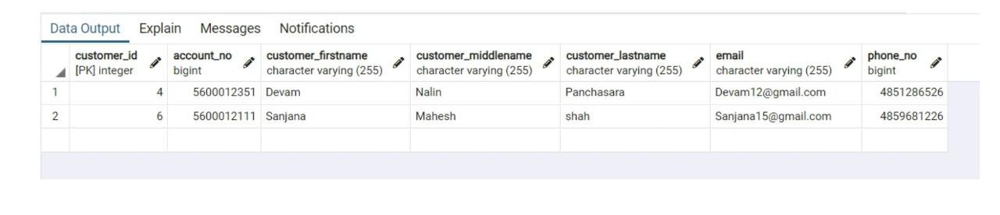 Data Output Explain Messages Notifications
customer_id account_no customer_firstname customer_middlename customer_lastname email phone_no
[PK] integer bigint character varying (255) character varying (255) character varying (255) character varying (255) bigint
1 4 5600012351 Devam Nalin Panchasara Devam12@gmail.com 4851286526
2 6 5600012111 Sanjana Mahesh shah Sanjana15@gmail.com 4859681226